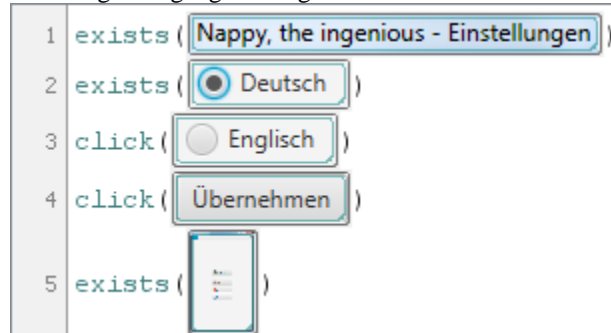 1 exists( Nappy, the ingenious - Einstellungen )
2 exists( Deutsch )
3 click( Englisch )
4 click( Übernehmen )
5 exists( )